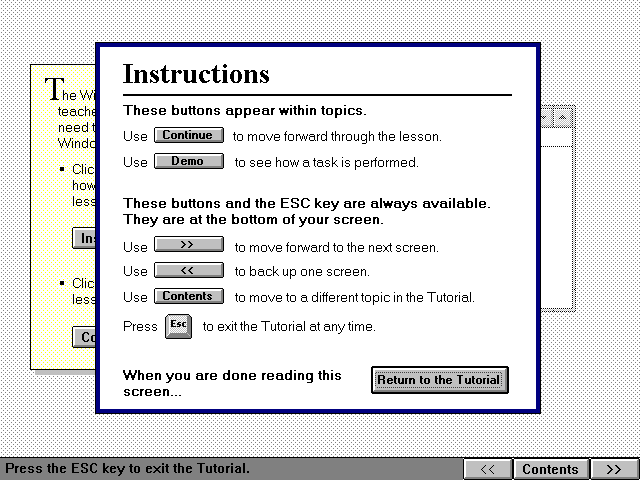 Instructions
These buttons appear within topics.
Use Continue to move forward through the lesson.
Use Demo to see how a task is performed.
These buttons and the ESC key are always available.
They are at the bottom of your screen.
Use >> to move forward to the next screen.
Use << to back up one screen.
Use Contents to move to a different topic in the Tutorial.
Press Esc to exit the Tutorial at any time.
When you are done reading this
screen...
Return to the Tutorial
The Wi
teache
need t
Windo
▪ Clic
how
less
Ins
▪ Clic
less
Co
Press the ESC key to exit the Tutorial.
<< Contents >>